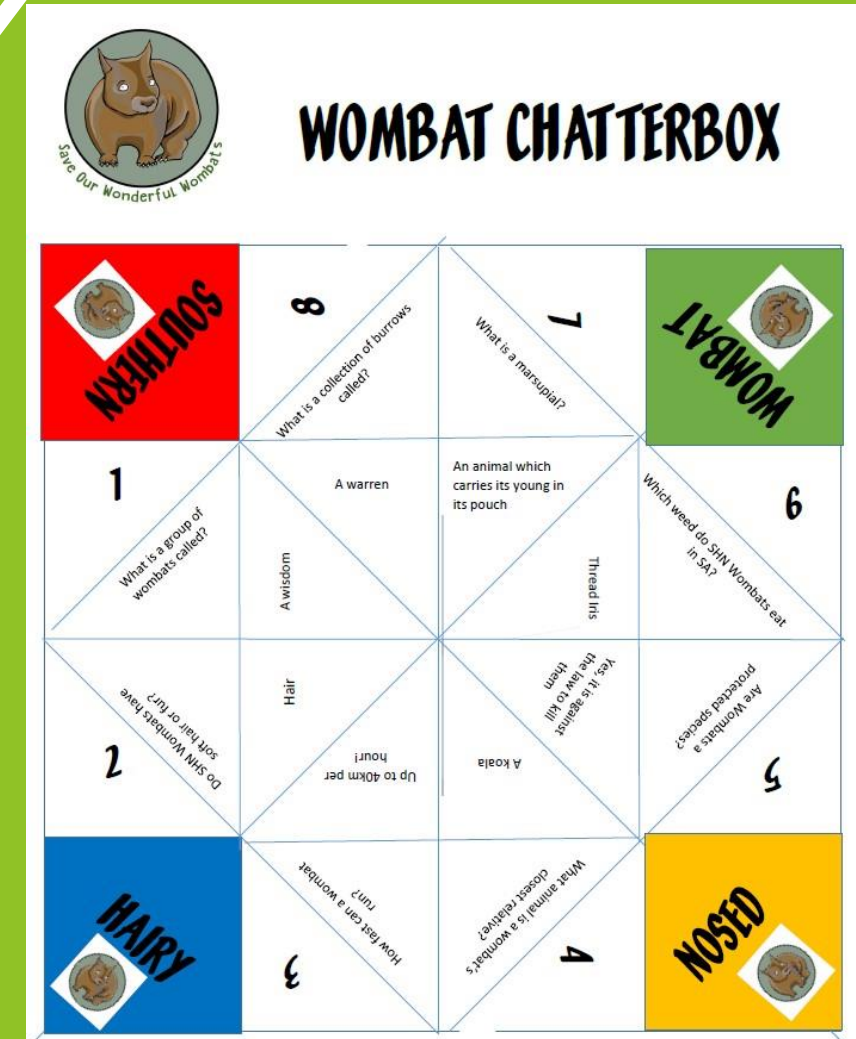 Save Our Wonderful Wombats
WOMBAT CHATTERBOX
SOUTHERN
8
What is a collection of burrows
called?
7
What is a marsupial?
WOMBAT
1
What is a group of
wombats called?
A warren
An animal which
carries its young in
its pouch
Which weed do SHN Wombats eat
in SA?
6
A wisdom
Thread Iris
2
Do SHN Wombats have
soft hair or fur?
Hair
Up to 40km per
hour!
A koala
Yes, it is against
the law to kill
them
Are Wombats a
protected species?
5
HAIRY
3
How fast can a wombat
run?
What animal is a wombat's
closest relative?
4
NOSED